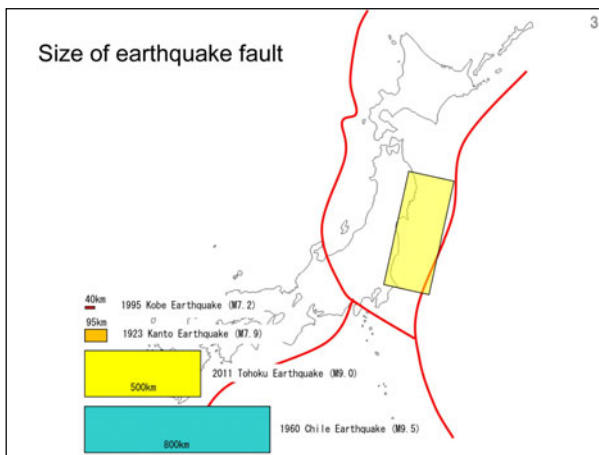 3
Size of earthquake fault
40km
1995 Kobe Earthquake (M7.2)
95km
1923 Kanto Earthquake (M7.9)
500km
2011 Tohoku Earthquake (M9.0)
800km
1960 Chile Earthquake (M9.5)